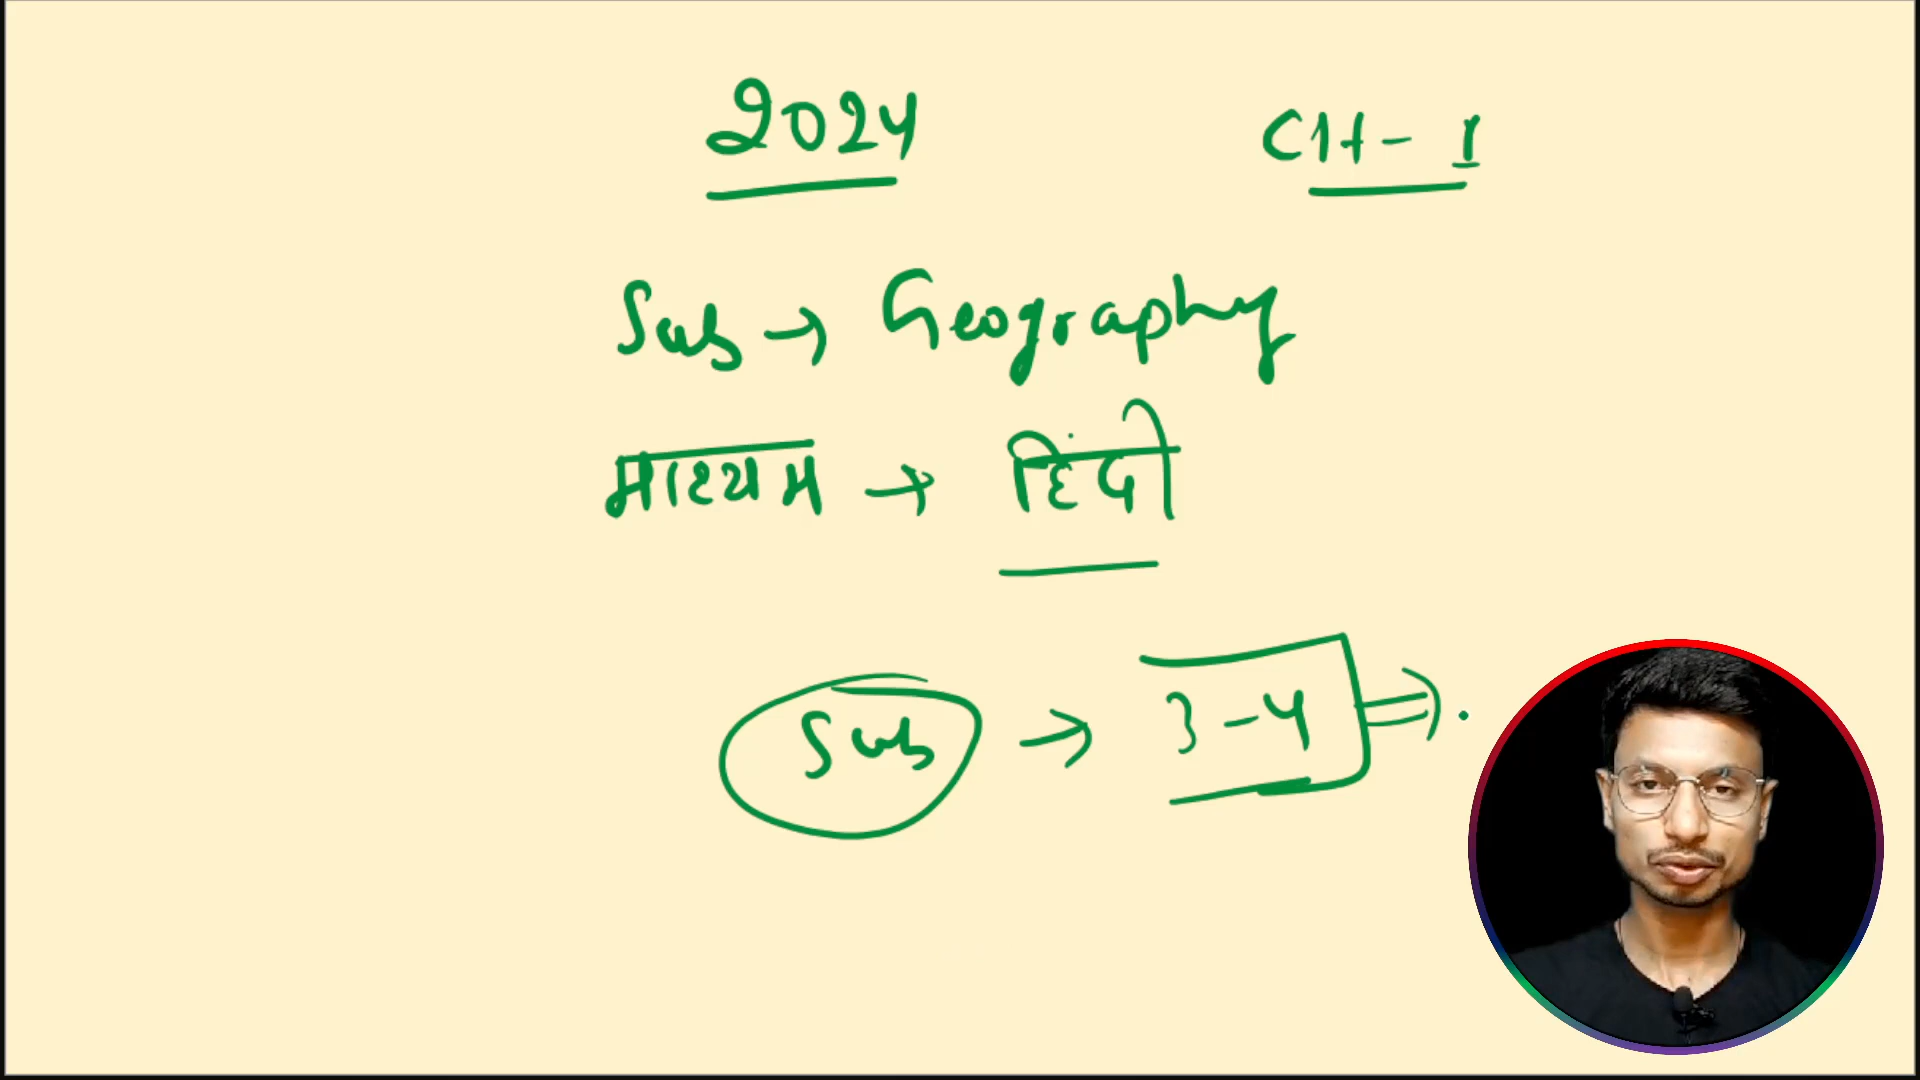 2024 CH- I
Sub → Geography
माध्यम → हिंदी
Sub → 3-4 ⇒ .